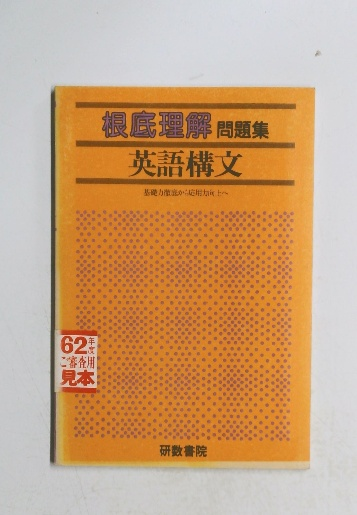 根底理解 問題集
英語構文
基礎力徹底から応用力向上へ
62年度
ご審査用
見本
研数書院